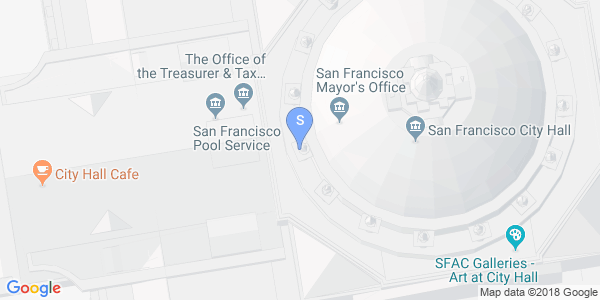 The Office of
the Treasurer & Tax...
San Francisco
Mayor's Office
S
San Francisco
Pool Service
San Francisco City Hall
City Hall Cafe
SFAC Galleries -
Art at City Hall
Google
Map data ©2018 Google